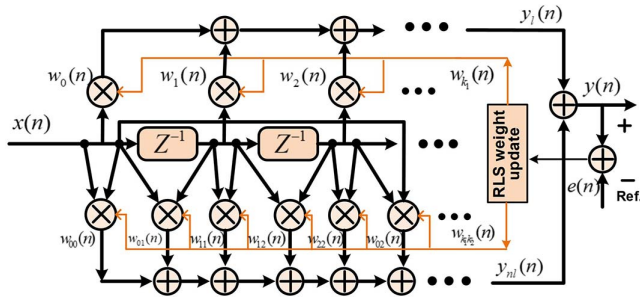 y_l(n)
w_0(n) w_1(n) w_2(n) w_{k_1}(n) y(n)
x(n) Z^{-1} Z^{-1} RLS weight update + − Ref.
e(n)
w_{00}(n) w_{01}(n) w_{11}(n) w_{12}(n) w_{22}(n) w_{02}(n) w_{k_1k_2}(n)
y_{nl}(n)